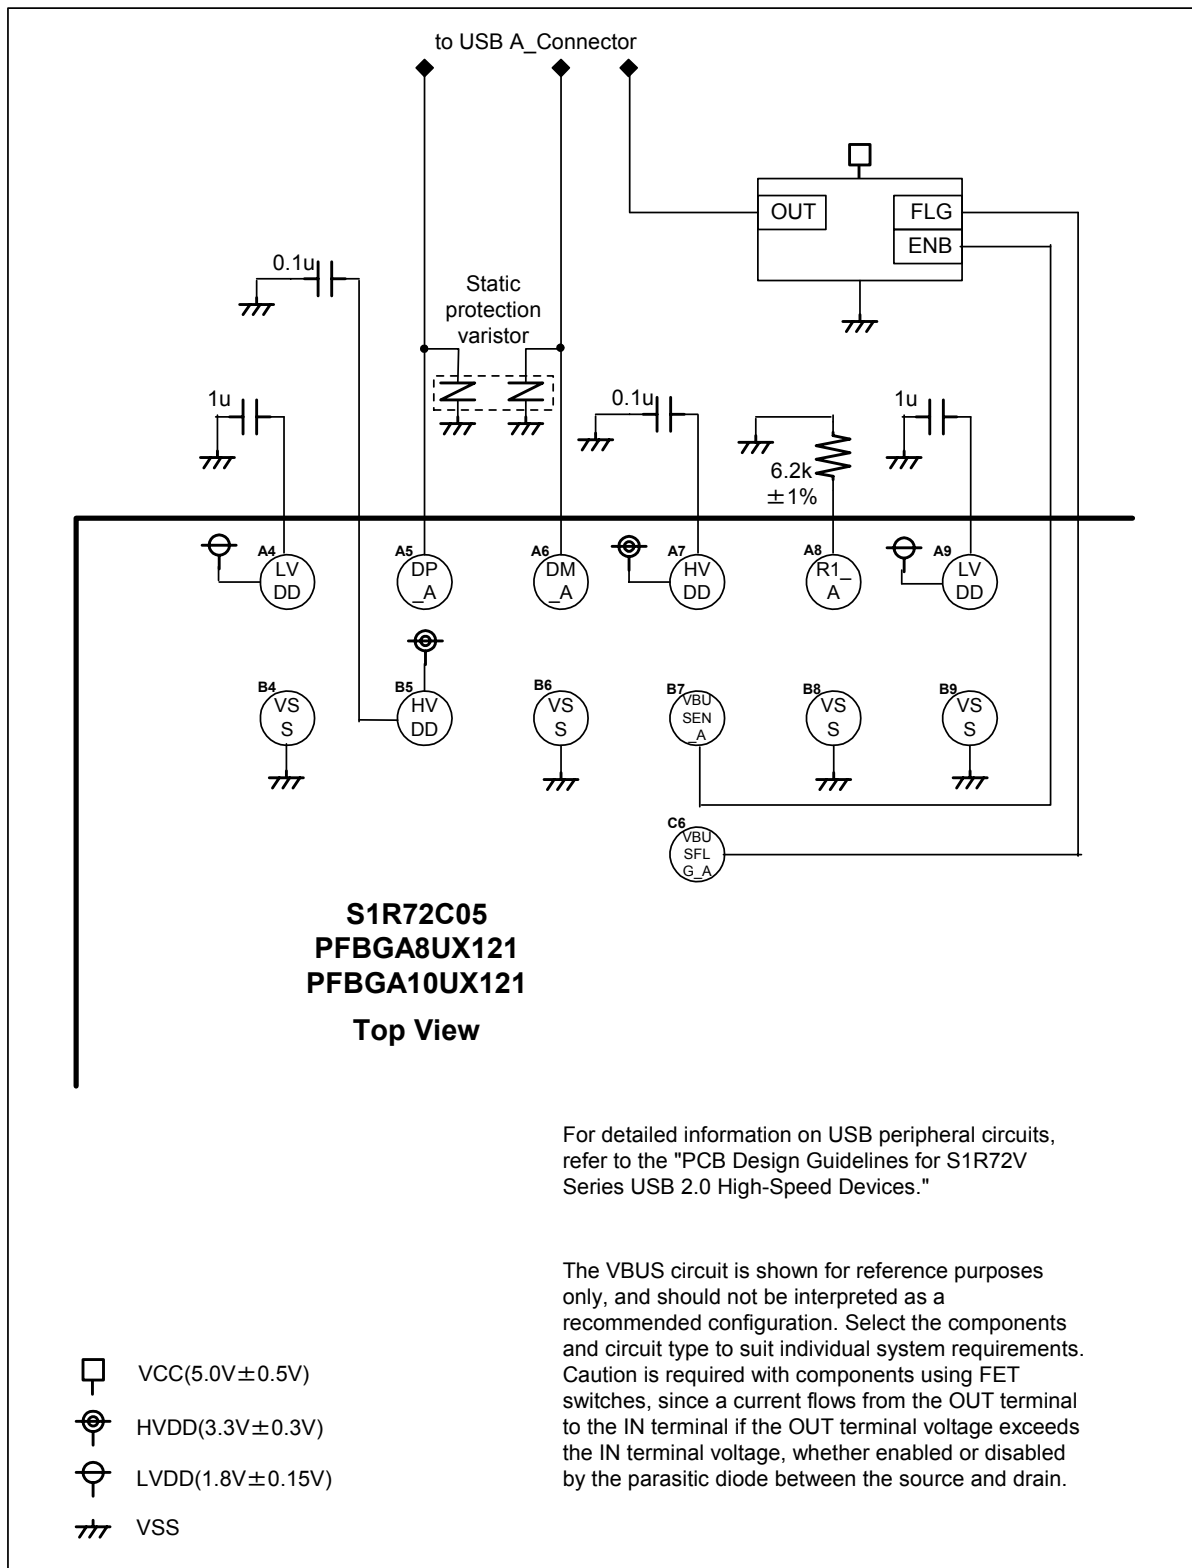 to USB A_Connector
OUT
FLG
ENB
0.1u
Static
protection
varistor
1u
0.1u
1u
6.2k
±1%
A4
LV
DD
A5
DP
_A
A6
DM
_A
A7
HV
DD
A8
R1_
A
A9
LV
DD
B4
VS
S
B5
HV
DD
B6
VS
S
B7
VBU
SEN
_A
B8
VS
S
B9
VS
S
C6
VBU
SFL
G_A
S1R72C05
PFBGA8UX121
PFBGA10UX121
Top View
For detailed information on USB peripheral circuits,
refer to the "PCB Design Guidelines for S1R72V
Series USB 2.0 High-Speed Devices."
The VBUS circuit is shown for reference purposes
only, and should not be interpreted as a
recommended configuration. Select the components
and circuit type to suit individual system requirements.
Caution is required with components using FET
switches, since a current flows from the OUT terminal
to the IN terminal if the OUT terminal voltage exceeds
the IN terminal voltage, whether enabled or disabled
by the parasitic diode between the source and drain.
VCC(5.0V±0.5V)
HVDD(3.3V±0.3V)
LVDD(1.8V±0.15V)
VSS